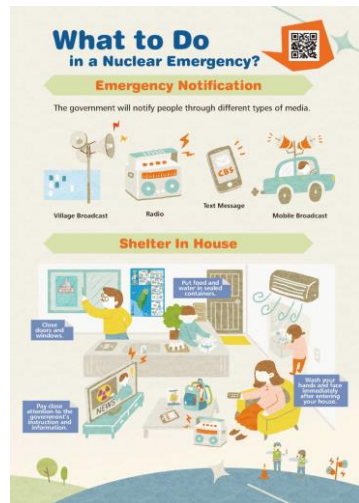 What to Do
in a Nuclear Emergency?
Emergency Notification
The government will notify people through different types of media.
CBS
Village Broadcast
Radio
Text Message
Mobile Broadcast
Shelter In House
Put food and
water in sealed
containers.
Close
doors and
windows.
Pay close
attention to the
government's
instruction and
information.
NEWS
Wash your
hands and face
immediately
after entering
your house.